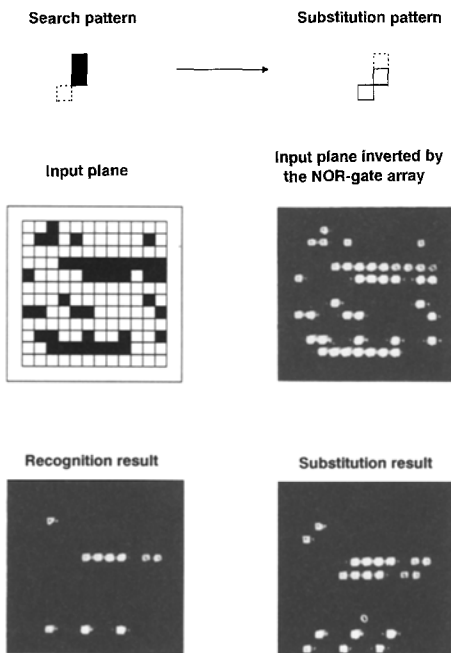 Search pattern
Substitution pattern
Input plane
Input plane inverted by
the NOR-gate array
Recognition result
Substitution result